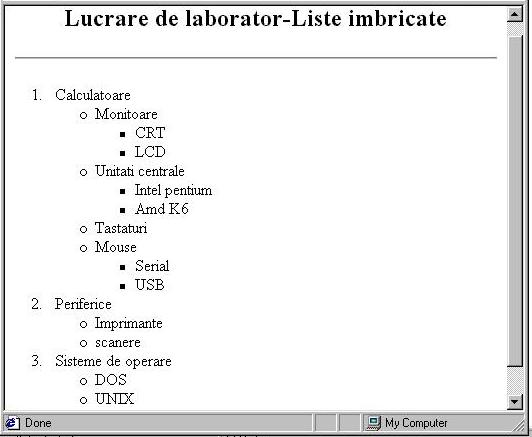 Lucrare de laborator-Liste imbricate
1. Calculatoare
Monitoare
CRT
LCD
Unitati centrale
Intel pentium
Amd K6
Tastaturi
Mouse
Serial
USB
2. Periferice
Imprimante
scanere
3. Sisteme de operare
DOS
UNIX
Done
My Computer